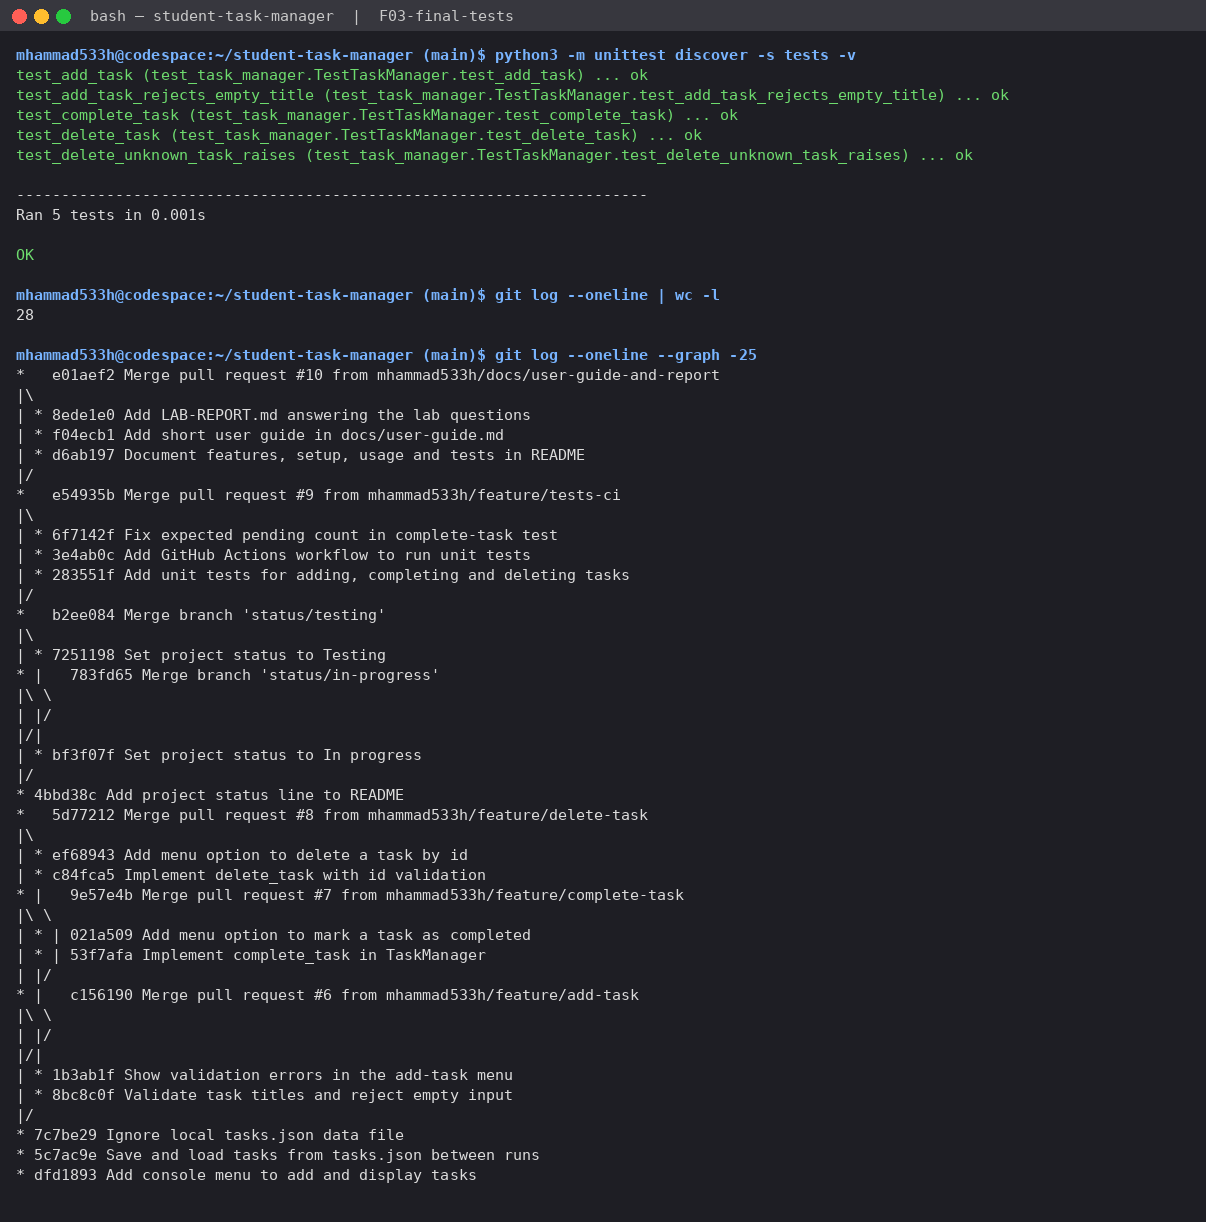 bash — student-task-manager  |  F03-final-tests
mhammad533h@codespace:~/student-task-manager (main)$ python3 -m unittest discover -s tests -v
test_add_task (test_task_manager.TestTaskManager.test_add_task) ... ok
test_add_task_rejects_empty_title (test_task_manager.TestTaskManager.test_add_task_rejects_empty_title) ... ok
test_complete_task (test_task_manager.TestTaskManager.test_complete_task) ... ok
test_delete_task (test_task_manager.TestTaskManager.test_delete_task) ... ok
test_delete_unknown_task_raises (test_task_manager.TestTaskManager.test_delete_unknown_task_raises) ... ok

----------------------------------------------------------------------
Ran 5 tests in 0.001s

OK

mhammad533h@codespace:~/student-task-manager (main)$ git log --oneline | wc -l
28

mhammad533h@codespace:~/student-task-manager (main)$ git log --oneline --graph -25
*   e01aef2 Merge pull request #10 from mhammad533h/docs/user-guide-and-report
|\
| * 8ede1e0 Add LAB-REPORT.md answering the lab questions
| * f04ecb1 Add short user guide in docs/user-guide.md
| * d6ab197 Document features, setup, usage and tests in README
|/
*   e54935b Merge pull request #9 from mhammad533h/feature/tests-ci
|\
| * 6f7142f Fix expected pending count in complete-task test
| * 3e4ab0c Add GitHub Actions workflow to run unit tests
| * 283551f Add unit tests for adding, completing and deleting tasks
|/
*   b2ee084 Merge branch 'status/testing'
|\
| * 7251198 Set project status to Testing
* |   783fd65 Merge branch 'status/in-progress'
|\ \
| |/
|/|
| * bf3f07f Set project status to In progress
|/
* 4bbd38c Add project status line to README
*   5d77212 Merge pull request #8 from mhammad533h/feature/delete-task
|\
| * ef68943 Add menu option to delete a task by id
| * c84fca5 Implement delete_task with id validation
* |   9e57e4b Merge pull request #7 from mhammad533h/feature/complete-task
|\ \
| * | 021a509 Add menu option to mark a task as completed
| * | 53f7afa Implement complete_task in TaskManager
| |/
* |   c156190 Merge pull request #6 from mhammad533h/feature/add-task
|\ \
| |/
|/|
| * 1b3ab1f Show validation errors in the add-task menu
| * 8bc8c0f Validate task titles and reject empty input
|/
* 7c7be29 Ignore local tasks.json data file
* 5c7ac9e Save and load tasks from tasks.json between runs
* dfd1893 Add console menu to add and display tasks